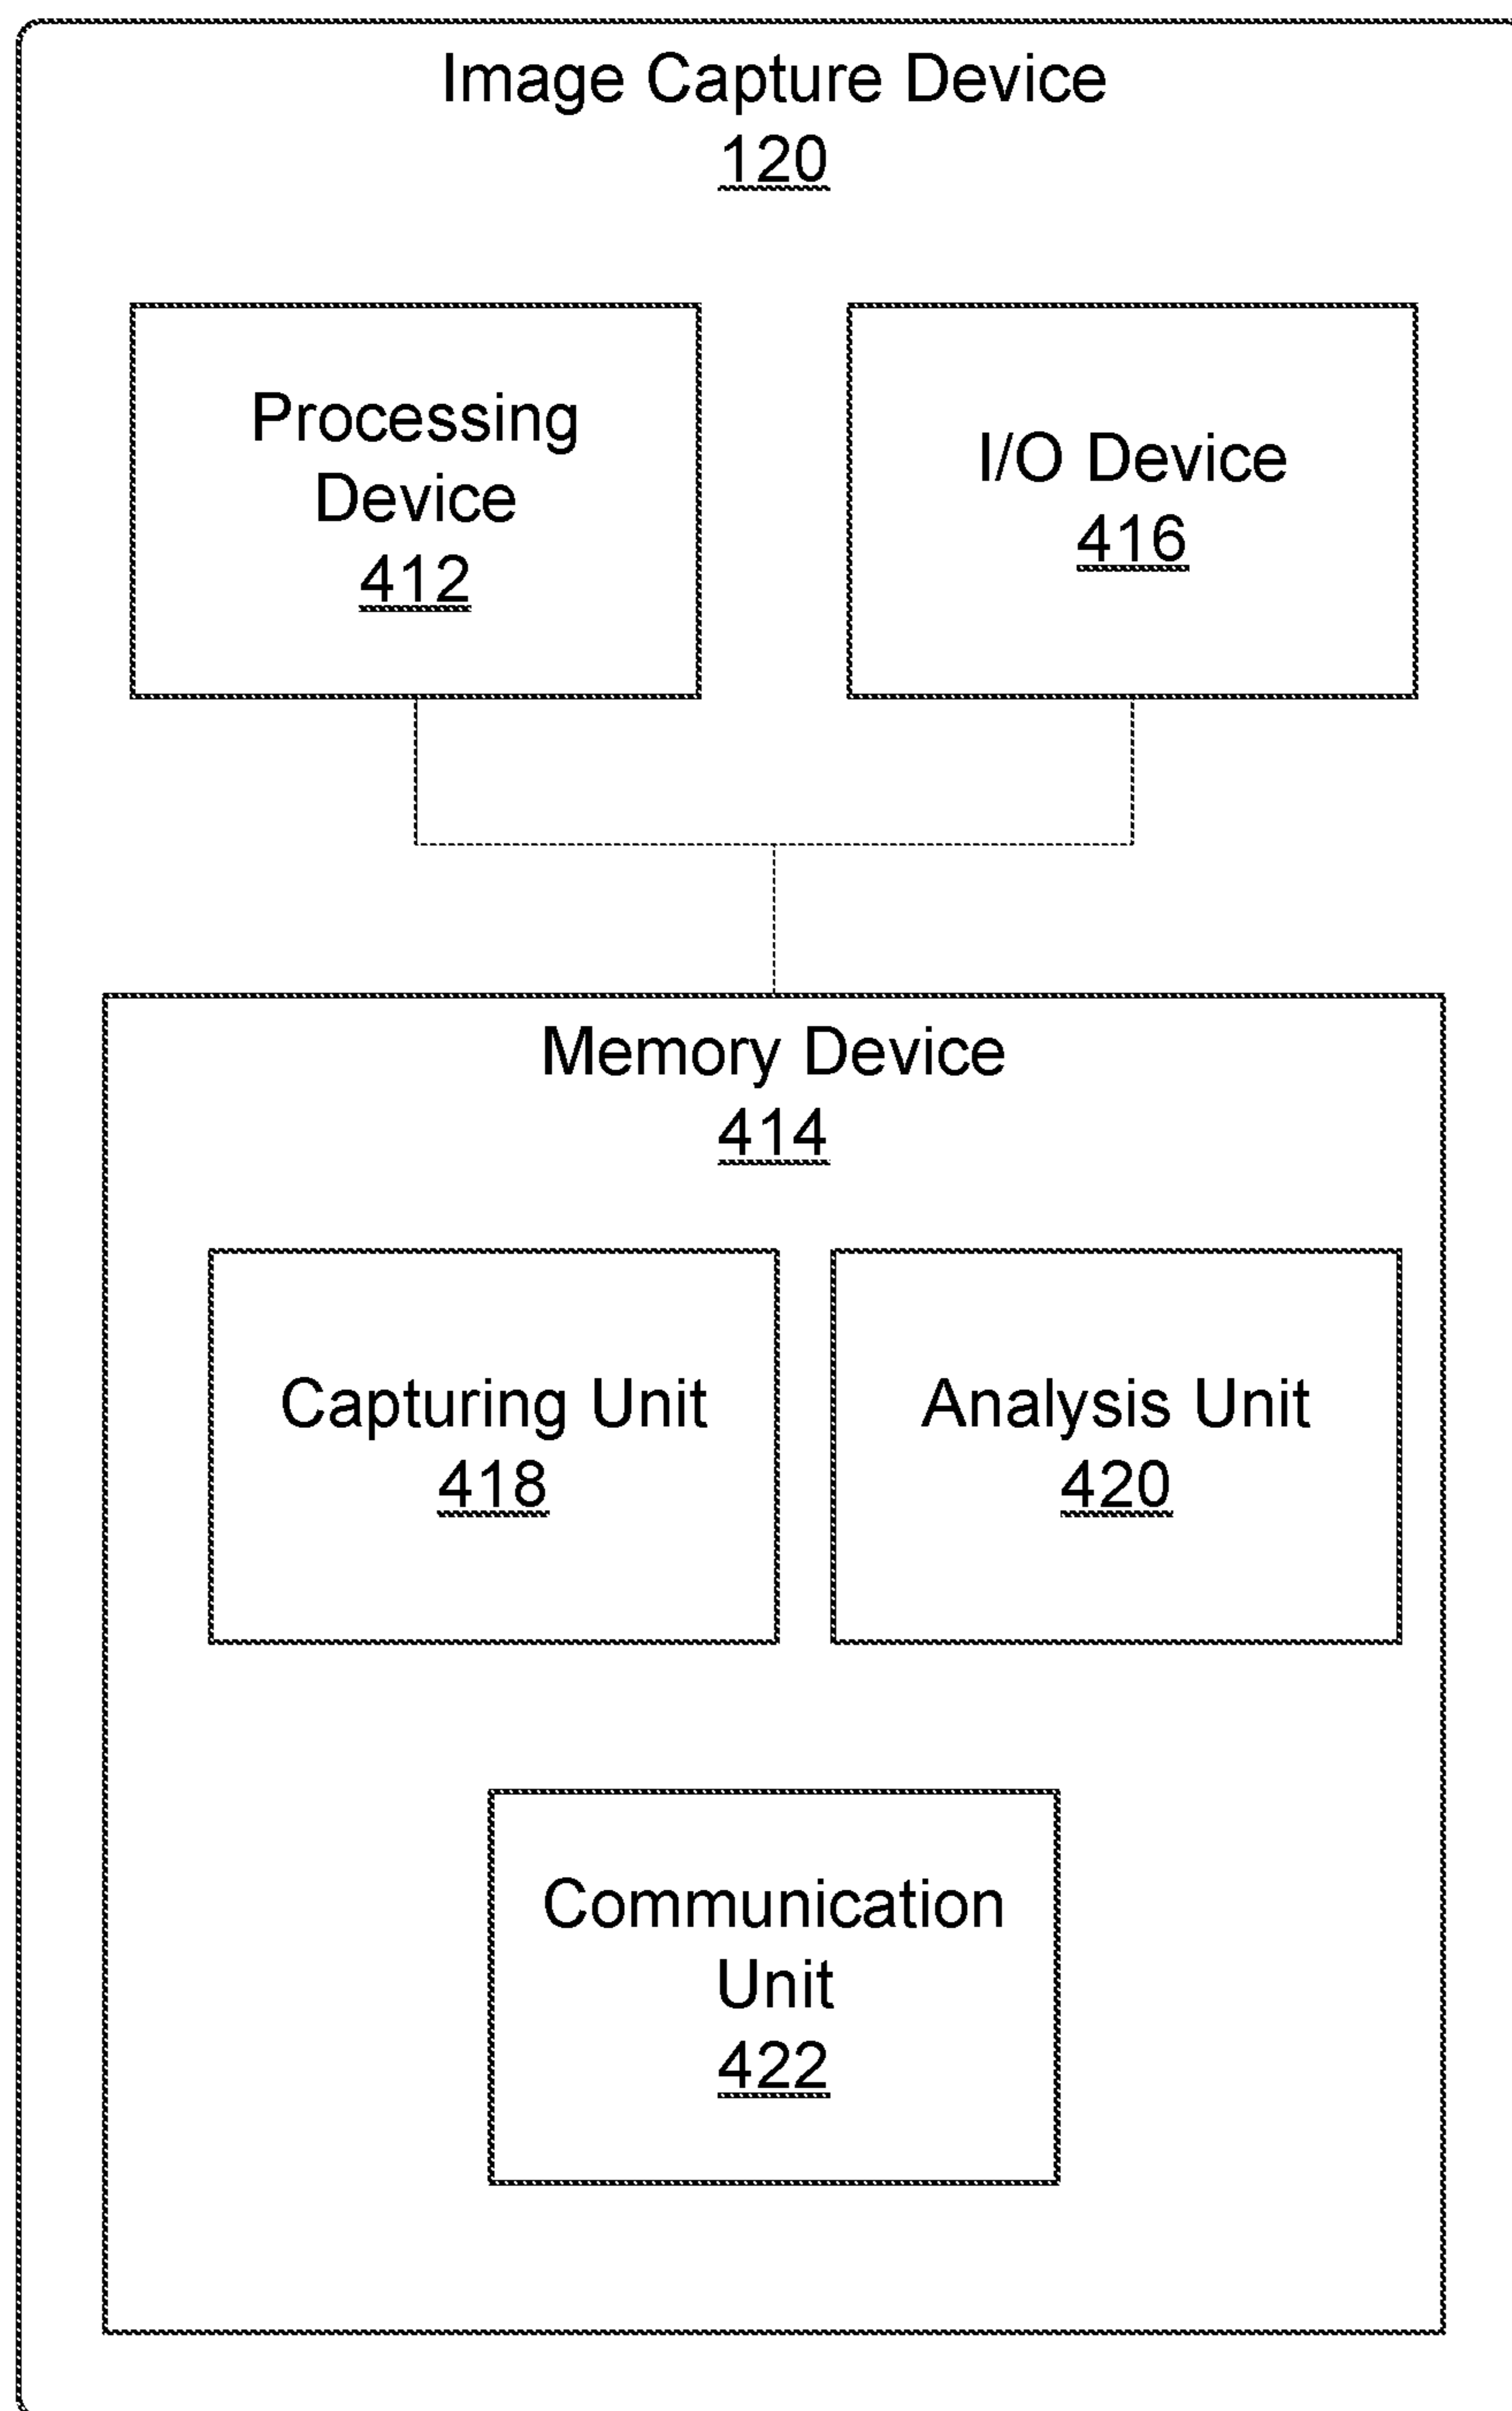 Image Capture Device
120
Processing
Device
412
I/O Device
416
Memory Device
414
Capturing Unit
418
Analysis Unit
420
Communication
Unit
422